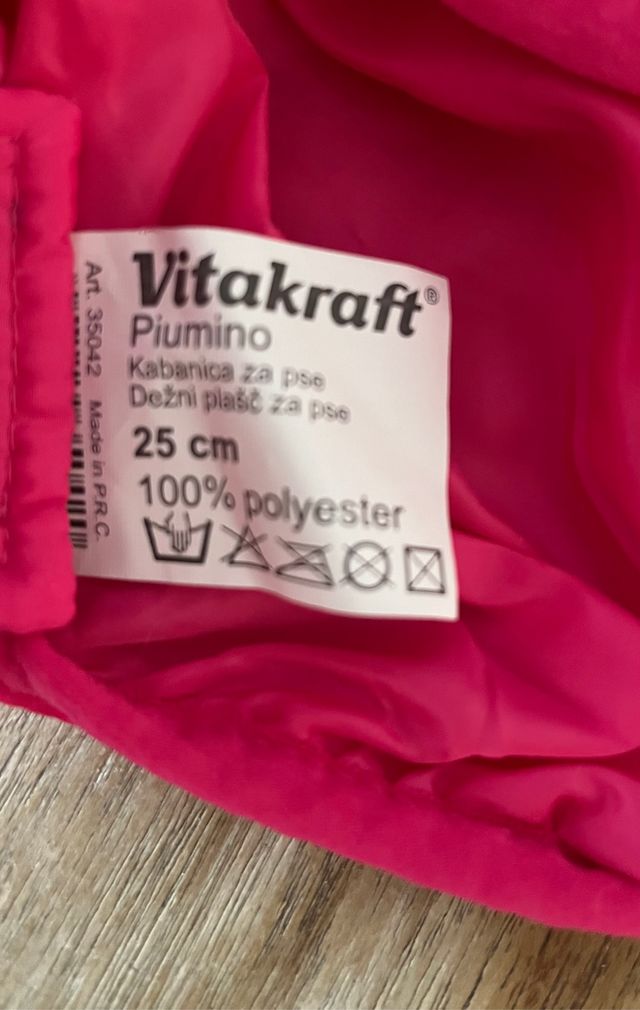 Vitakraft®
Piumino
Kabanica za pse
Dežni plašč za pse
25 cm
100% polyester
Art. 35042 Made in P.R.C.